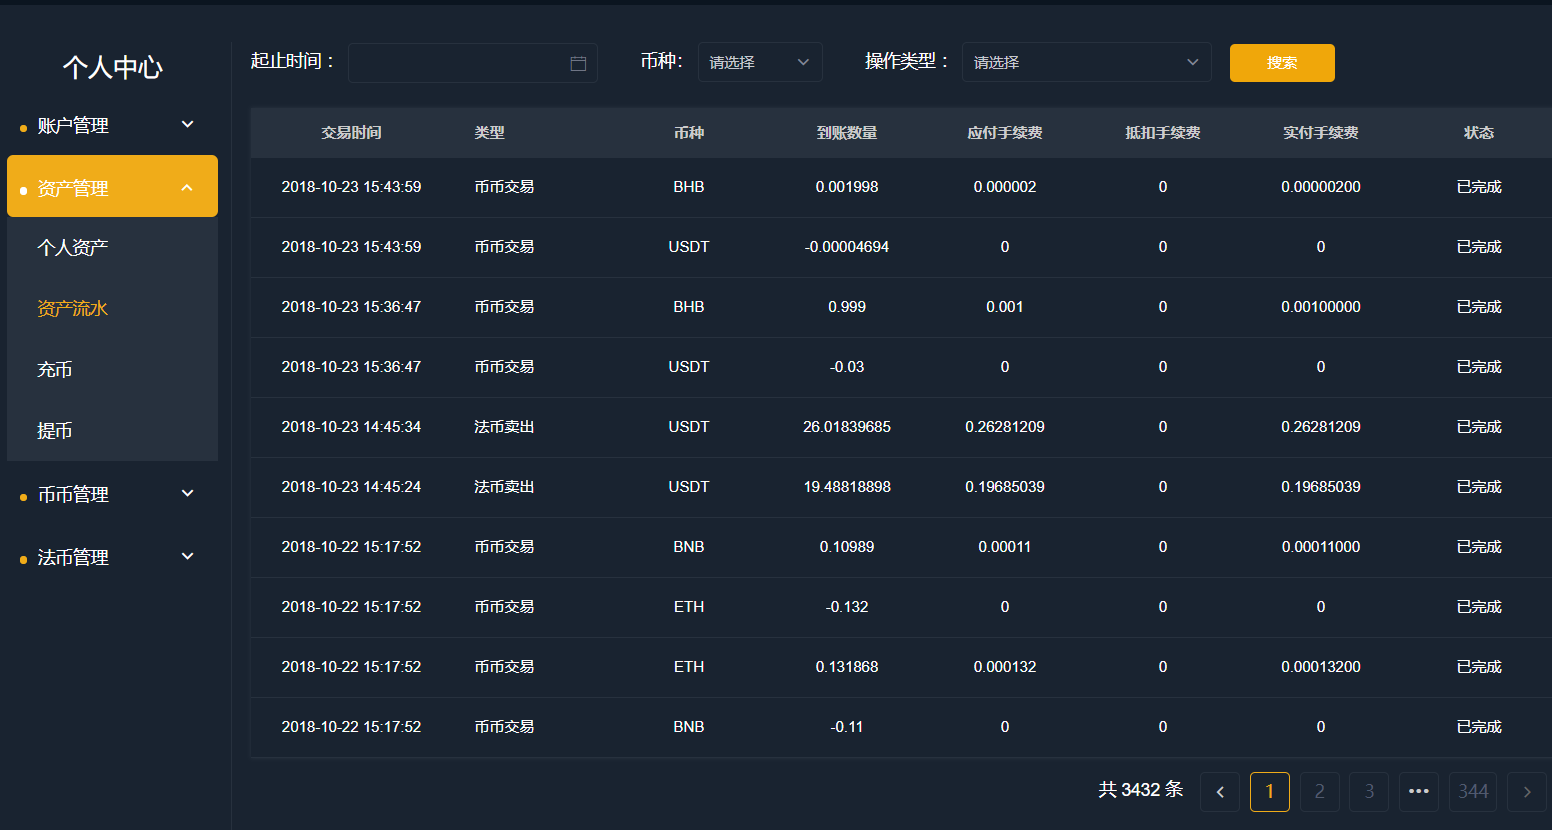 个人中心
账户管理
资产管理
个人资产
资产流水
充币
提币
币币管理
法币管理
起止时间： 币种： 请选择 操作类型： 请选择 搜索
交易时间 类型 币种 到账数量 应付手续费 抵扣手续费 实付手续费 状态
2018-10-23 15:43:59 币币交易 BHB 0.001998 0.000002 0 0.00000200 已完成
2018-10-23 15:43:59 币币交易 USDT -0.00004694 0 0 0 已完成
2018-10-23 15:36:47 币币交易 BHB 0.999 0.001 0 0.00100000 已完成
2018-10-23 15:36:47 币币交易 USDT -0.03 0 0 0 已完成
2018-10-23 14:45:34 法币卖出 USDT 26.01839685 0.26281209 0 0.26281209 已完成
2018-10-23 14:45:24 法币卖出 USDT 19.48818898 0.19685039 0 0.19685039 已完成
2018-10-22 15:17:52 币币交易 BNB 0.10989 0.00011 0 0.00011000 已完成
2018-10-22 15:17:52 币币交易 ETH -0.132 0 0 0 已完成
2018-10-22 15:17:52 币币交易 ETH 0.131868 0.000132 0 0.00013200 已完成
2018-10-22 15:17:52 币币交易 BNB -0.11 0 0 0 已完成
共 3432 条 1 2 3 ••• 344